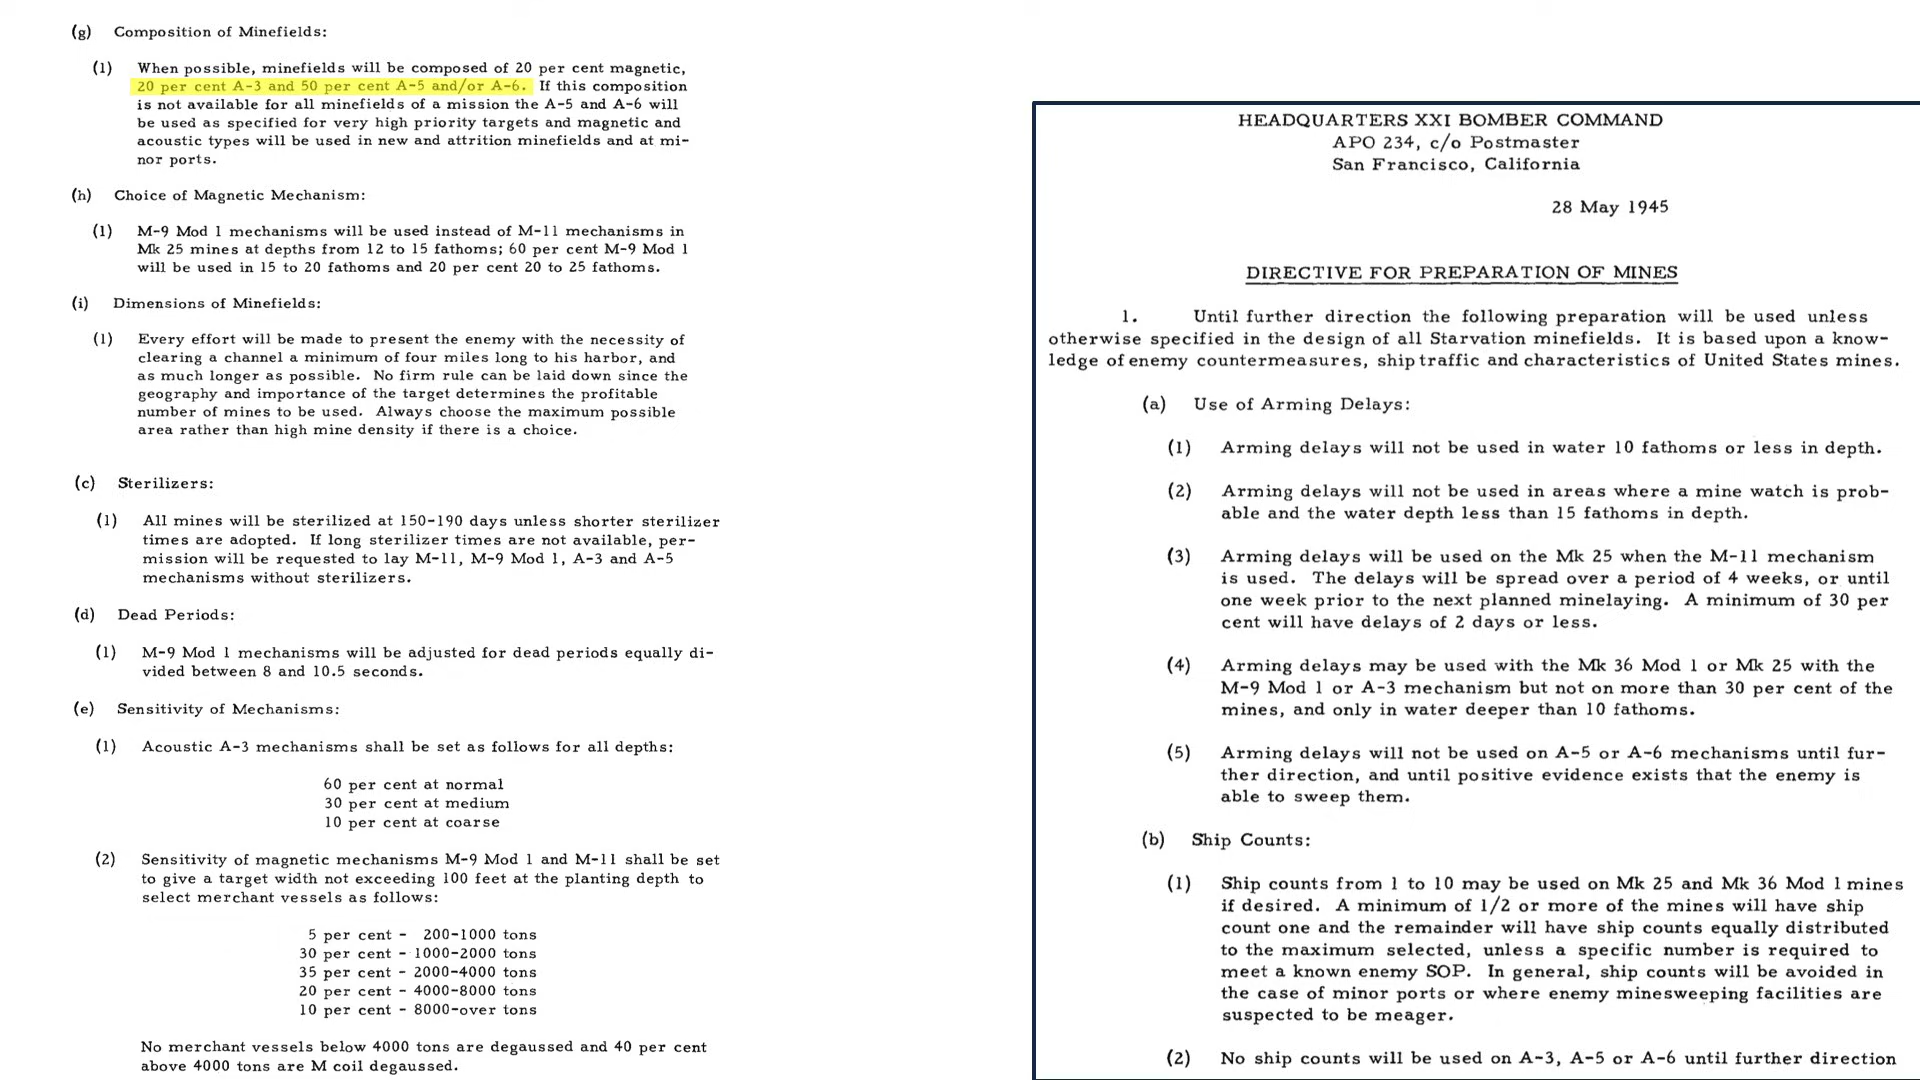 (g) Composition of Minefields:
(1) When possible, minefields will be composed of 20 per cent magnetic,
20 per cent A-3 and 50 per cent A-5 and/or A-6. If this composition
is not available for all minefields of a mission the A-5 and A-6 will
be used as specified for very high priority targets and magnetic and
acoustic types will be used in new and attrition minefields and at mi-
nor ports.
(h) Choice of Magnetic Mechanism:
(1) M-9 Mod 1 mechanisms will be used instead of M-11 mechanisms in
Mk 25 mines at depths from 12 to 15 fathoms; 60 per cent M-9 Mod 1
will be used in 15 to 20 fathoms and 20 per cent 20 to 25 fathoms.
(i) Dimensions of Minefields:
(1) Every effort will be made to present the enemy with the necessity of
clearing a channel a minimum of four miles long to his harbor, and
as much longer as possible. No firm rule can be laid down since the
geography and importance of the target determines the profitable
number of mines to be used. Always choose the maximum possible
area rather than high mine density if there is a choice.
(c) Sterilizers:
(1) All mines will be sterilized at 150-190 days unless shorter sterilizer
times are adopted. If long sterilizer times are not available, per-
mission will be requested to lay M-11, M-9 Mod 1, A-3 and A-5
mechanisms without sterilizers.
(d) Dead Periods:
(1) M-9 Mod 1 mechanisms will be adjusted for dead periods equally di-
vided between 8 and 10.5 seconds.
(e) Sensitivity of Mechanisms:
(1) Acoustic A-3 mechanisms shall be set as follows for all depths:
60 per cent at normal
30 per cent at medium
10 per cent at coarse
(2) Sensitivity of magnetic mechanisms M-9 Mod 1 and M-11 shall be set
to give a target width not exceeding 100 feet at the planting depth to
select merchant vessels as follows:
5 per cent - 200-1000 tons
30 per cent - 1000-2000 tons
35 per cent - 2000-4000 tons
20 per cent - 4000-8000 tons
10 per cent - 8000-over tons
No merchant vessels below 4000 tons are degaussed and 40 per cent
above 4000 tons are M coil degaussed.
HEADQUARTERS XXI BOMBER COMMAND
APO 234, c/o Postmaster
San Francisco, California
28 May 1945
DIRECTIVE FOR PREPARATION OF MINES
1. Until further direction the following preparation will be used unless
otherwise specified in the design of all Starvation minefields. It is based upon a know-
ledge of enemy countermeasures, ship traffic and characteristics of United States mines.
(a) Use of Arming Delays:
(1) Arming delays will not be used in water 10 fathoms or less in depth.
(2) Arming delays will not be used in areas where a mine watch is prob-
able and the water depth less than 15 fathoms in depth.
(3) Arming delays will be used on the Mk 25 when the M-11 mechanism
is used. The delays will be spread over a period of 4 weeks, or until
one week prior to the next planned minelaying. A minimum of 30 per
cent will have delays of 2 days or less.
(4) Arming delays may be used with the Mk 36 Mod 1 or Mk 25 with the
M-9 Mod 1 or A-3 mechanism but not on more than 30 per cent of the
mines, and only in water deeper than 10 fathoms.
(5) Arming delays will not be used on A-5 or A-6 mechanisms until fur-
ther direction, and until positive evidence exists that the enemy is
able to sweep them.
(b) Ship Counts:
(1) Ship counts from 1 to 10 may be used on Mk 25 and Mk 36 Mod 1 mines
if desired. A minimum of 1/2 or more of the mines will have ship
count one and the remainder will have ship counts equally distributed
to the maximum selected, unless a specific number is required to
meet a known enemy SOP. In general, ship counts will be avoided in
the case of minor ports or where enemy minesweeping facilities are
suspected to be meager.
(2) No ship counts will be used on A-3, A-5 or A-6 until further direction